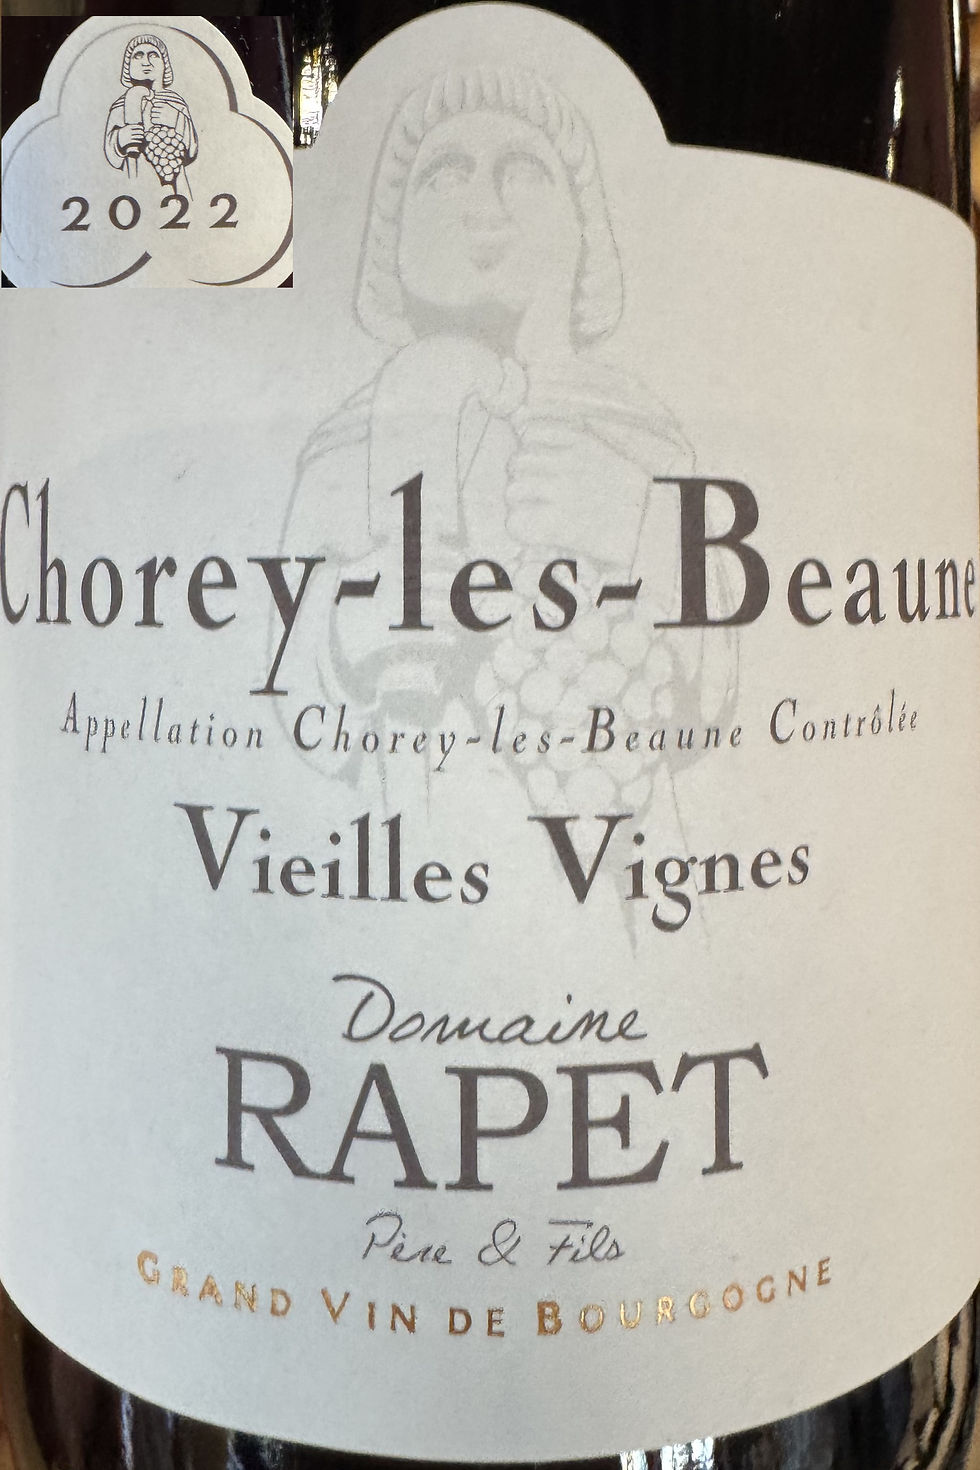 2022
Chorey-les-Beaune
Appellation Chorey-les-Beaune Contrôlée
Vieilles Vignes
Domaine
RAPET
Père & Fils
GRAND VIN DE BOURGOGNE